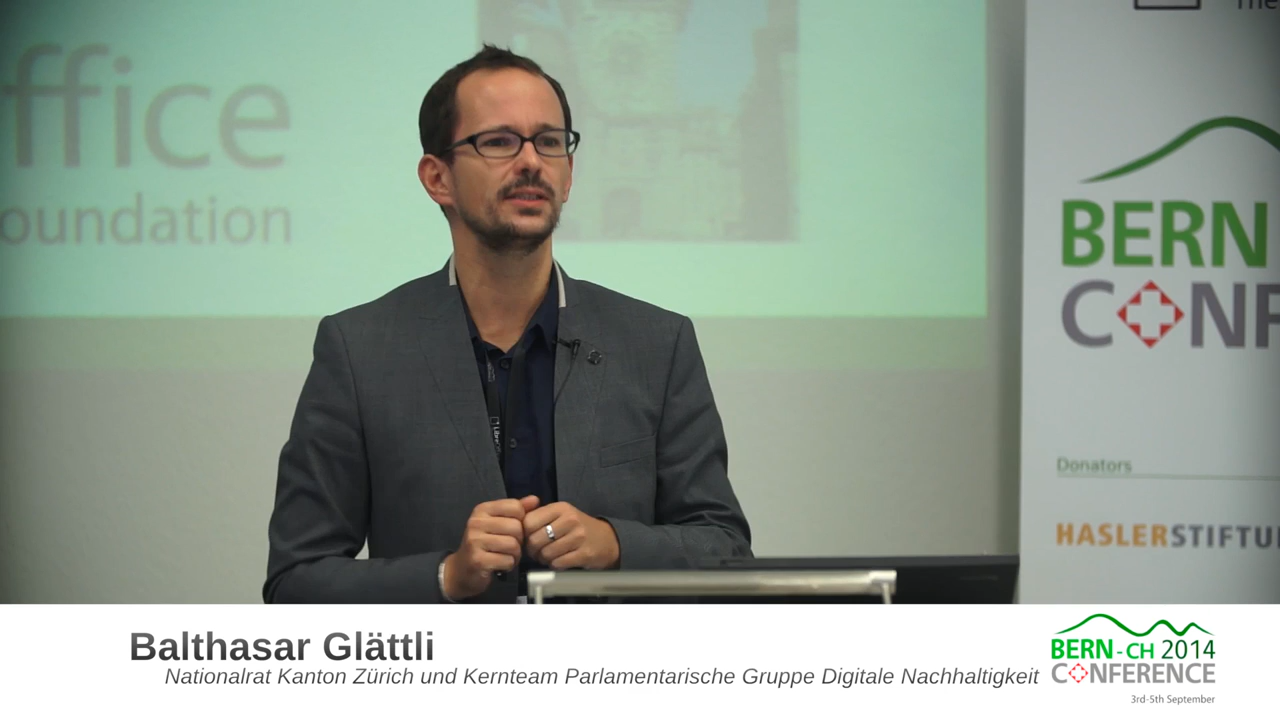 ffice
oundation
BERN-
CONF
Donators
HASLERSTIFTU
Balthasar Glättli
Nationalrat Kanton Zürich und Kernteam Parlamentarische Gruppe Digitale Nachhaltigkeit
BERN-CH 2014
CONFERENCE
3rd-5th September